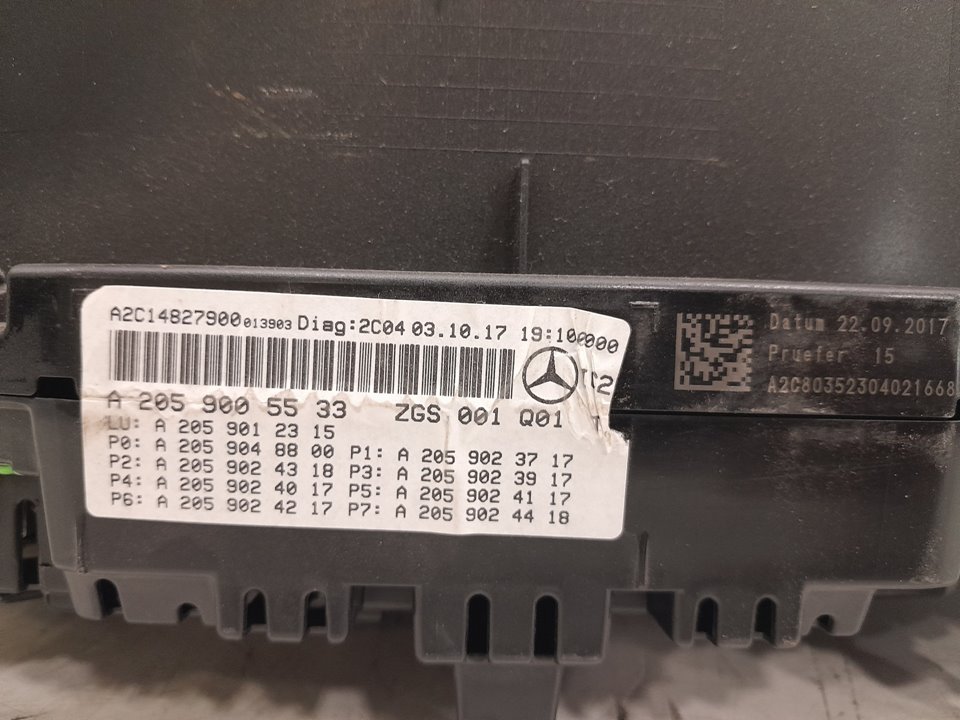 A2C14827900 013903 Diag:2C04 03.10.17 19:10
A 205 900 55 33 ZGS 001 Q01
LU: A 205 901 23 15
P0: A 205 904 88 00 P1: A 205 902 37 17
P2: A 205 902 43 18 P3: A 205 902 39 17
P4: A 205 902 40 17 P5: A 205 902 41 17
P6: A 205 902 42 17 P7: A 205 902 44 18
Datum 22.09.2017
Pruefer 15
A2C80352304021668